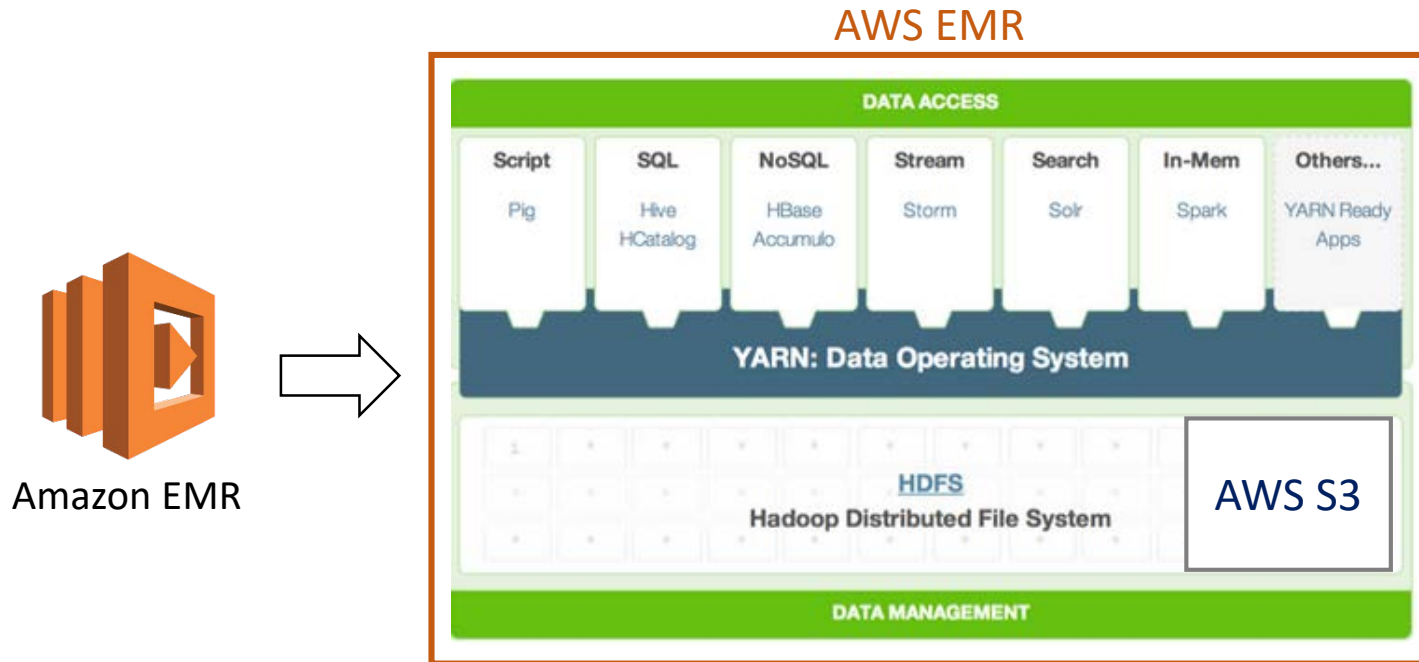 AWS EMR
DATA ACCESS
Script
Pig
SQL
Hive
HCatalog
NoSQL
HBase
Accumulo
Stream
Storm
Search
Solr
In-Mem
Spark
Others...
YARN Ready
Apps
YARN: Data Operating System
HDFS
Hadoop Distributed File System
AWS S3
DATA MANAGEMENT
Amazon EMR